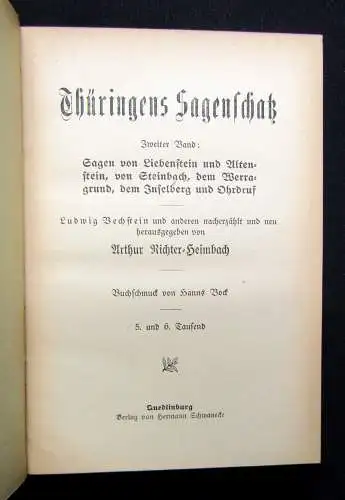 Thüringens Sagenschatz
Zweiter Band:
Sagen von Liebenstein und Alten-
stein, von Steinbach, dem Werra-
grund, dem Inselberg und Ohrdruf
Ludwig Bechstein und anderen nacherzählt und neu
herausgegeben von
Arthur Richter-Heimbach
Buchschmuck von Hanns Bock
5. und 6. Tausend
Quedlinburg
Verlag von Hermann Schwanecke